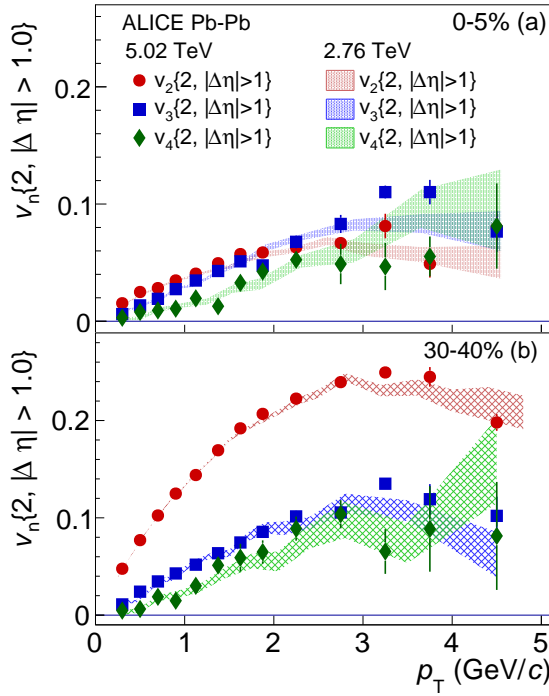 ALICE Pb-Pb
0-5% (a)
5.02 TeV
2.76 TeV
v₂{2, |Δη|>1}
v₂{2, |Δη|>1}
v₃{2, |Δη|>1}
v₃{2, |Δη|>1}
v₄{2, |Δη|>1}
v₄{2, |Δη|>1}
vₙ{2, |Δ η| > 1.0}
0.2
0.1
0
30-40% (b)
vₙ{2, |Δ η| > 1.0}
0.2
0.1
0
0 1 2 3 4 5
p_T (GeV/c)